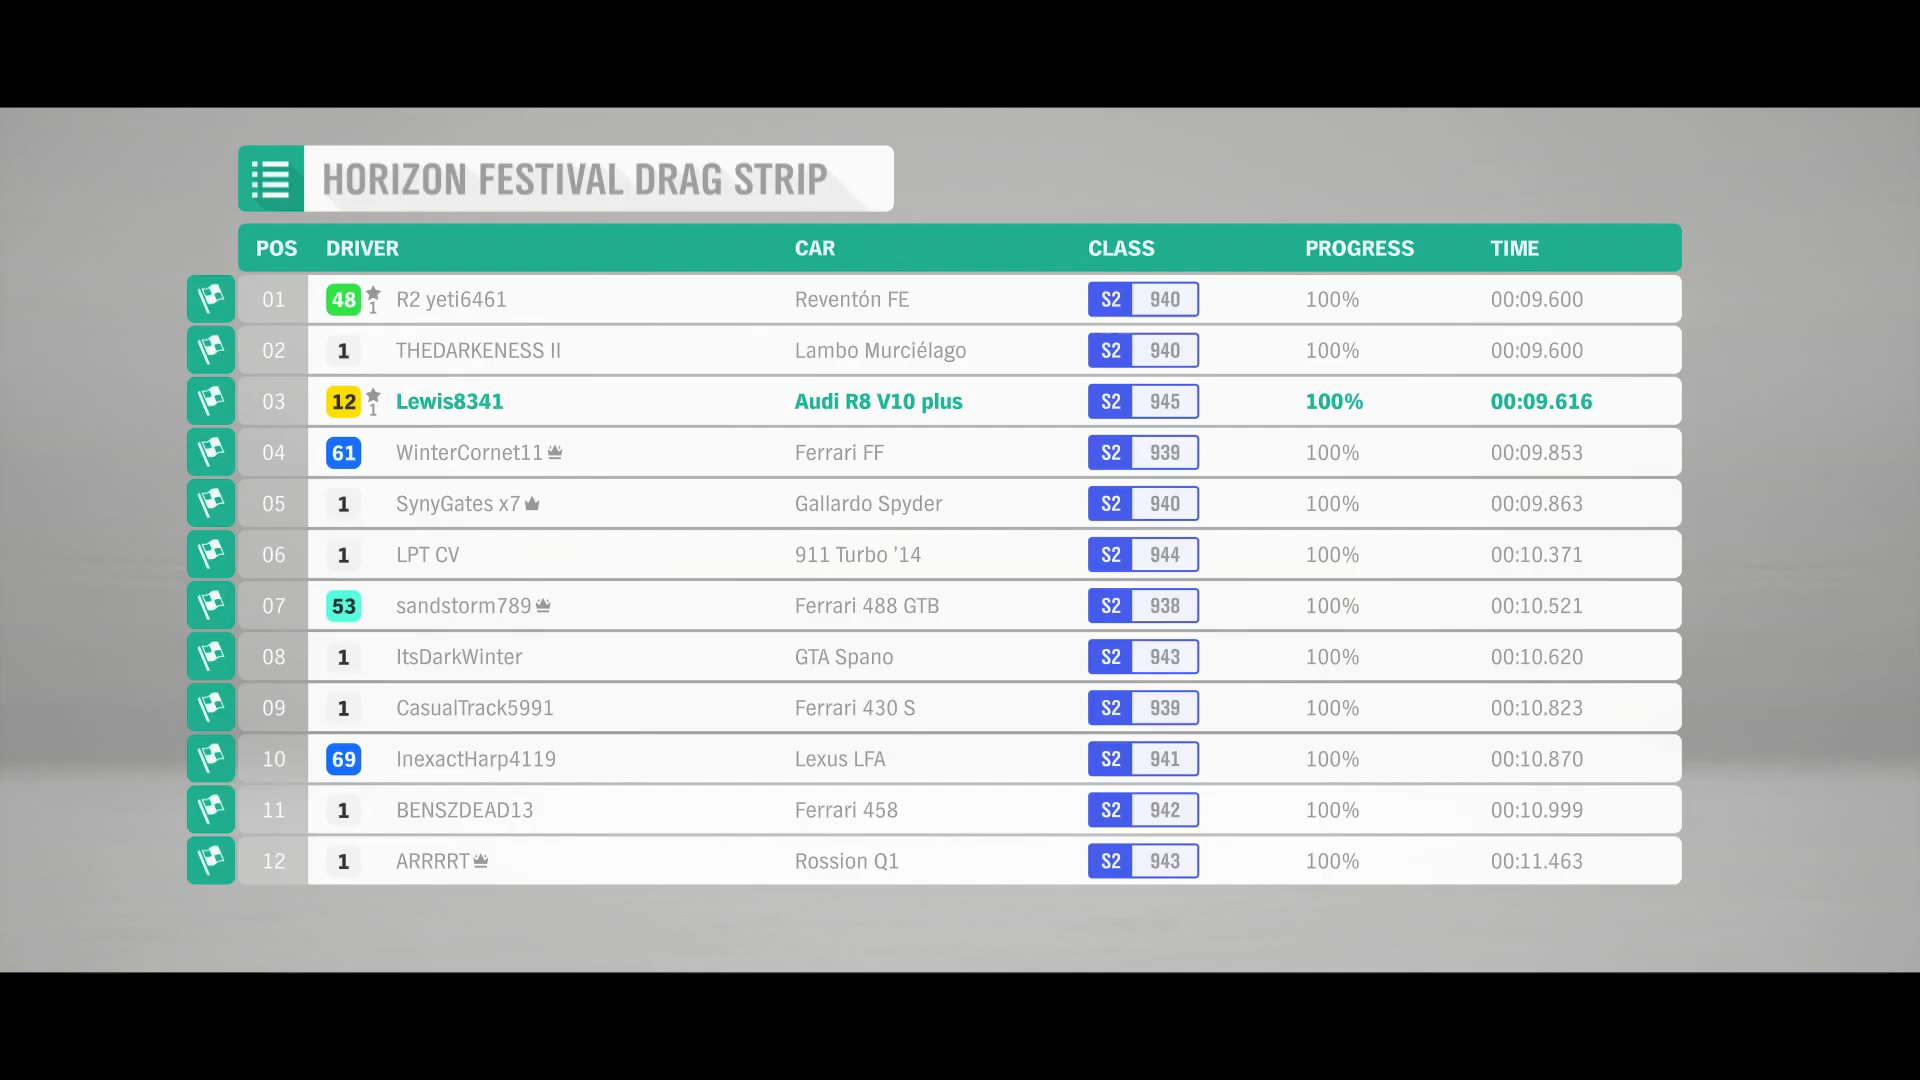 HORIZON FESTIVAL DRAG STRIP
POS DRIVER CAR CLASS PROGRESS TIME
01 48 1 R2 yeti6461 Reventón FE S2 940 100% 00:09.600
02 1 THEDARKENESS II Lambo Murciélago S2 940 100% 00:09.600
03 12 1 Lewis8341 Audi R8 V10 plus S2 945 100% 00:09.616
04 61 WinterCornet11 Ferrari FF S2 939 100% 00:09.853
05 1 SynyGates x7 Gallardo Spyder S2 940 100% 00:09.863
06 1 LPT CV 911 Turbo ’14 S2 944 100% 00:10.371
07 53 sandstorm789 Ferrari 488 GTB S2 938 100% 00:10.521
08 1 ItsDarkWinter GTA Spano S2 943 100% 00:10.620
09 1 CasualTrack5991 Ferrari 430 S S2 939 100% 00:10.823
10 69 InexactHarp4119 Lexus LFA S2 941 100% 00:10.870
11 1 BENSZDEAD13 Ferrari 458 S2 942 100% 00:10.999
12 1 ARRRRT Rossion Q1 S2 943 100% 00:11.463